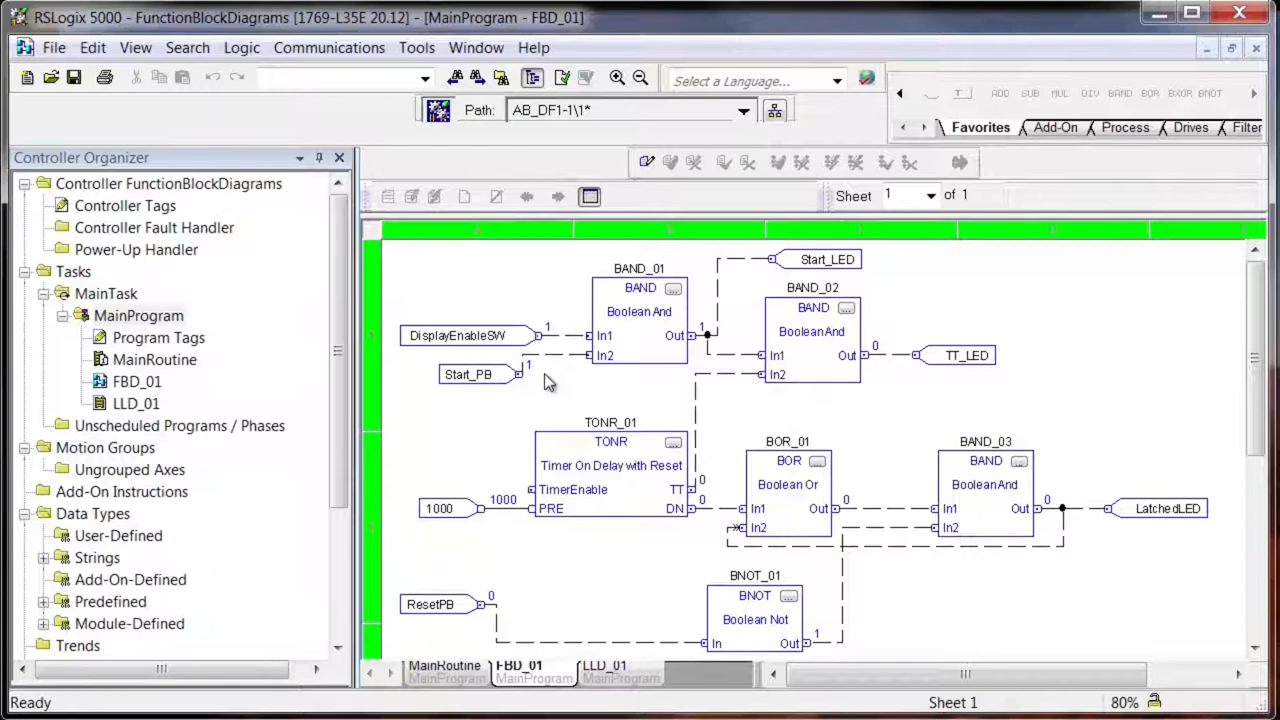 RSLogix 5000 - FunctionBlockDiagrams [1769-L35E 20.12] - [MainProgram - FBD_01]
File Edit View Search Logic Communications Tools Window Help
Select a Language...
ADD SUB MUL DIV BAND BOR BXOR BNOT
Path: AB_DF1-1\1*
Favorites Add-On Process Drives Filter
Controller Organizer
Sheet 1 of 1
Controller FunctionBlockDiagrams
Controller Tags
Controller Fault Handler
Power-Up Handler
Tasks
MainTask
MainProgram
Program Tags
MainRoutine
FBD_01
LLD_01
Unscheduled Programs / Phases
Motion Groups
Ungrouped Axes
Add-On Instructions
Data Types
User-Defined
Strings
Add-On-Defined
Predefined
Module-Defined
Trends
A B C D
1
2
Start_LED
BAND_01
BAND ...
Boolean And
DisplayEnableSW 1 In1 Out 1
Start_PB 1 In2
BAND_02
BAND ...
Boolean And
In1 Out 0 TT_LED
In2
TONR_01
TONR ...
Timer On Delay with Reset
TimerEnable TT 0
1000 1000 PRE DN 0
BOR_01
BOR ...
Boolean Or
In1 Out 0
In2
BAND_03
BAND ...
Boolean And
In1 Out 0 LatchedLED
In2
BNOT_01
BNOT ...
Boolean Not
ResetPB 0 In Out 1
MainRoutine FBD_01 LLD_01
MainProgram MainProgram MainProgram
Ready Sheet 1 80%